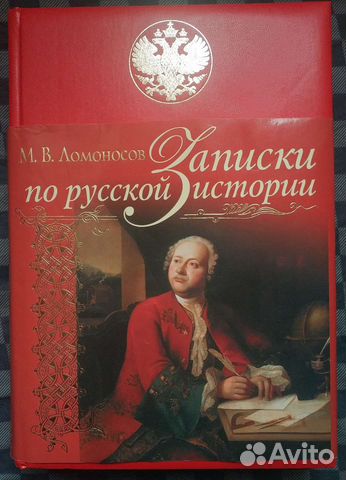 М. В. Ломоносов
Записки
по русской истории
Avito